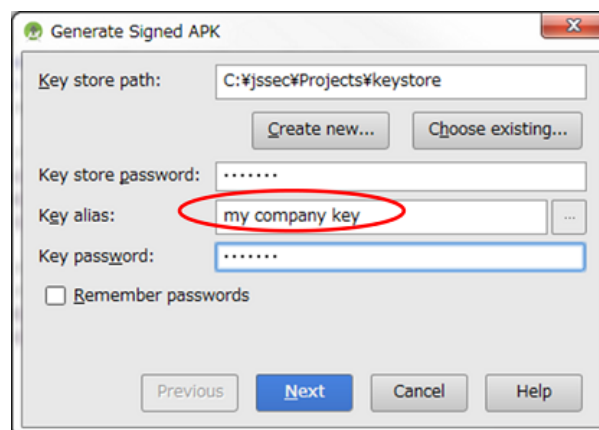 Generate Signed APK
Key store path: C:¥jssec¥Projects¥keystore
Create new... Choose existing...
Key store password: •••••••
Key alias: my company key ...
Key password: •••••••
Remember passwords
Previous Next Cancel Help